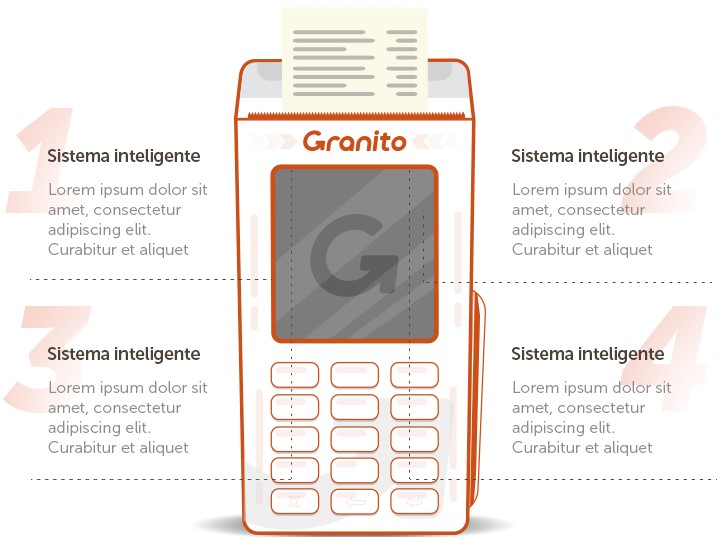 Granito
G
1
Sistema inteligente
Lorem ipsum dolor sit
amet, consectetur
adipiscing elit.
Curabitur et aliquet
2
Sistema inteligente
Lorem ipsum dolor sit
amet, consectetur
adipiscing elit.
Curabitur et aliquet
3
Sistema inteligente
Lorem ipsum dolor sit
amet, consectetur
adipiscing elit.
Curabitur et aliquet
4
Sistema inteligente
Lorem ipsum dolor sit
amet, consectetur
adipiscing elit.
Curabitur et aliquet